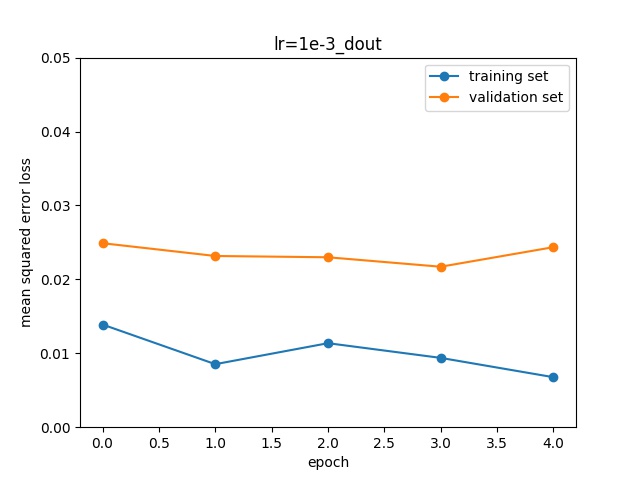 lr=1e-3_dout
training set
validation set
mean squared error loss
0.05
0.04
0.03
0.02
0.01
0.00
0.0 0.5 1.0 1.5 2.0 2.5 3.0 3.5 4.0
epoch